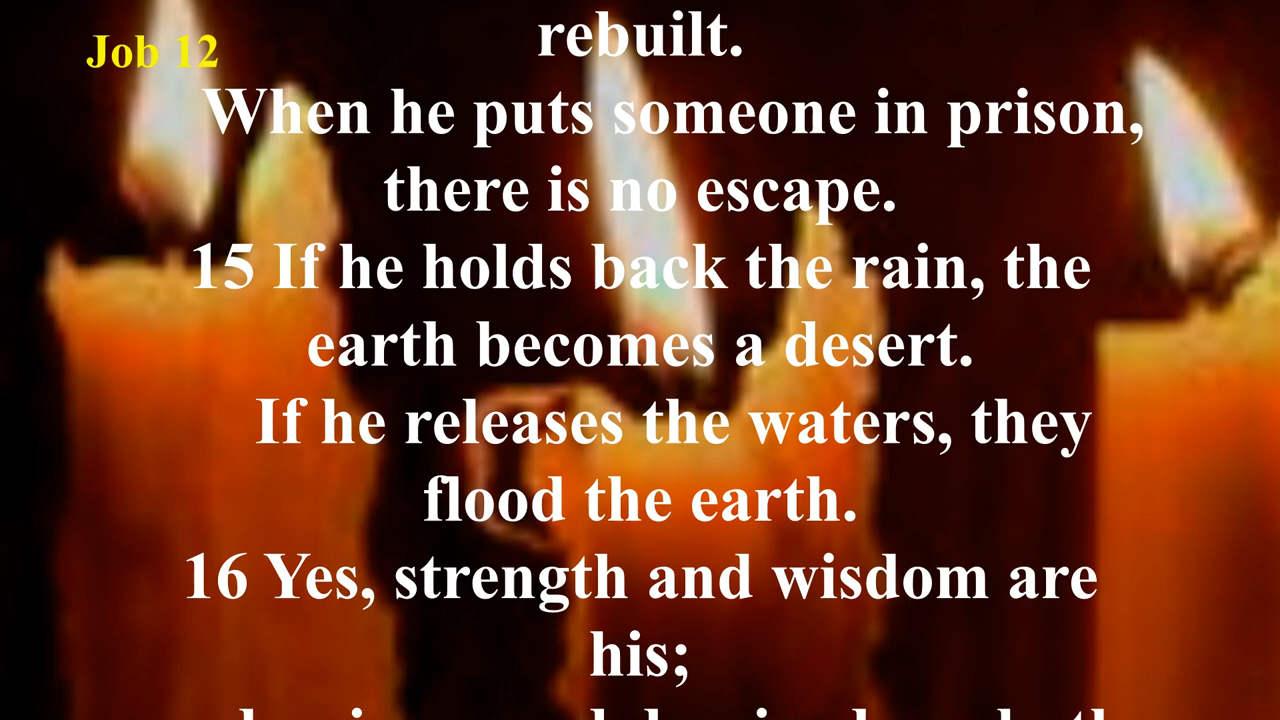 Job 12
rebuilt.
When he puts someone in prison,
there is no escape.
15 If he holds back the rain, the
earth becomes a desert.
If he releases the waters, they
flood the earth.
16 Yes, strength and wisdom are
his;